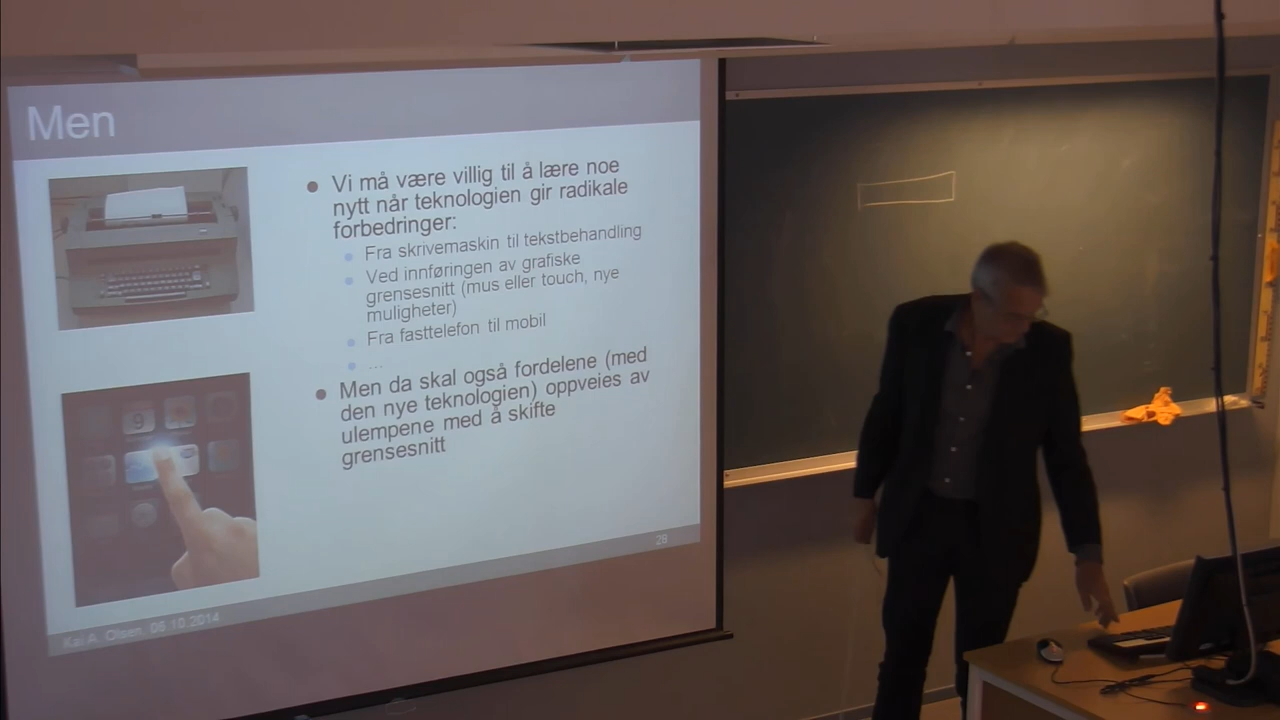 Men
Vi må være villig til å lære noe
nytt når teknologien gir radikale
forbedringer:
Fra skrivemaskin til tekstbehandling
Ved innføringen av grafiske
grensesnitt (mus eller touch, nye
muligheter)
Fra fasttelefon til mobil
...
Men da skal også fordelene (med
den nye teknologien) oppveies av
ulempene med å skifte
grensesnitt
9
28
Kai A. Olsen, 06.10.2014